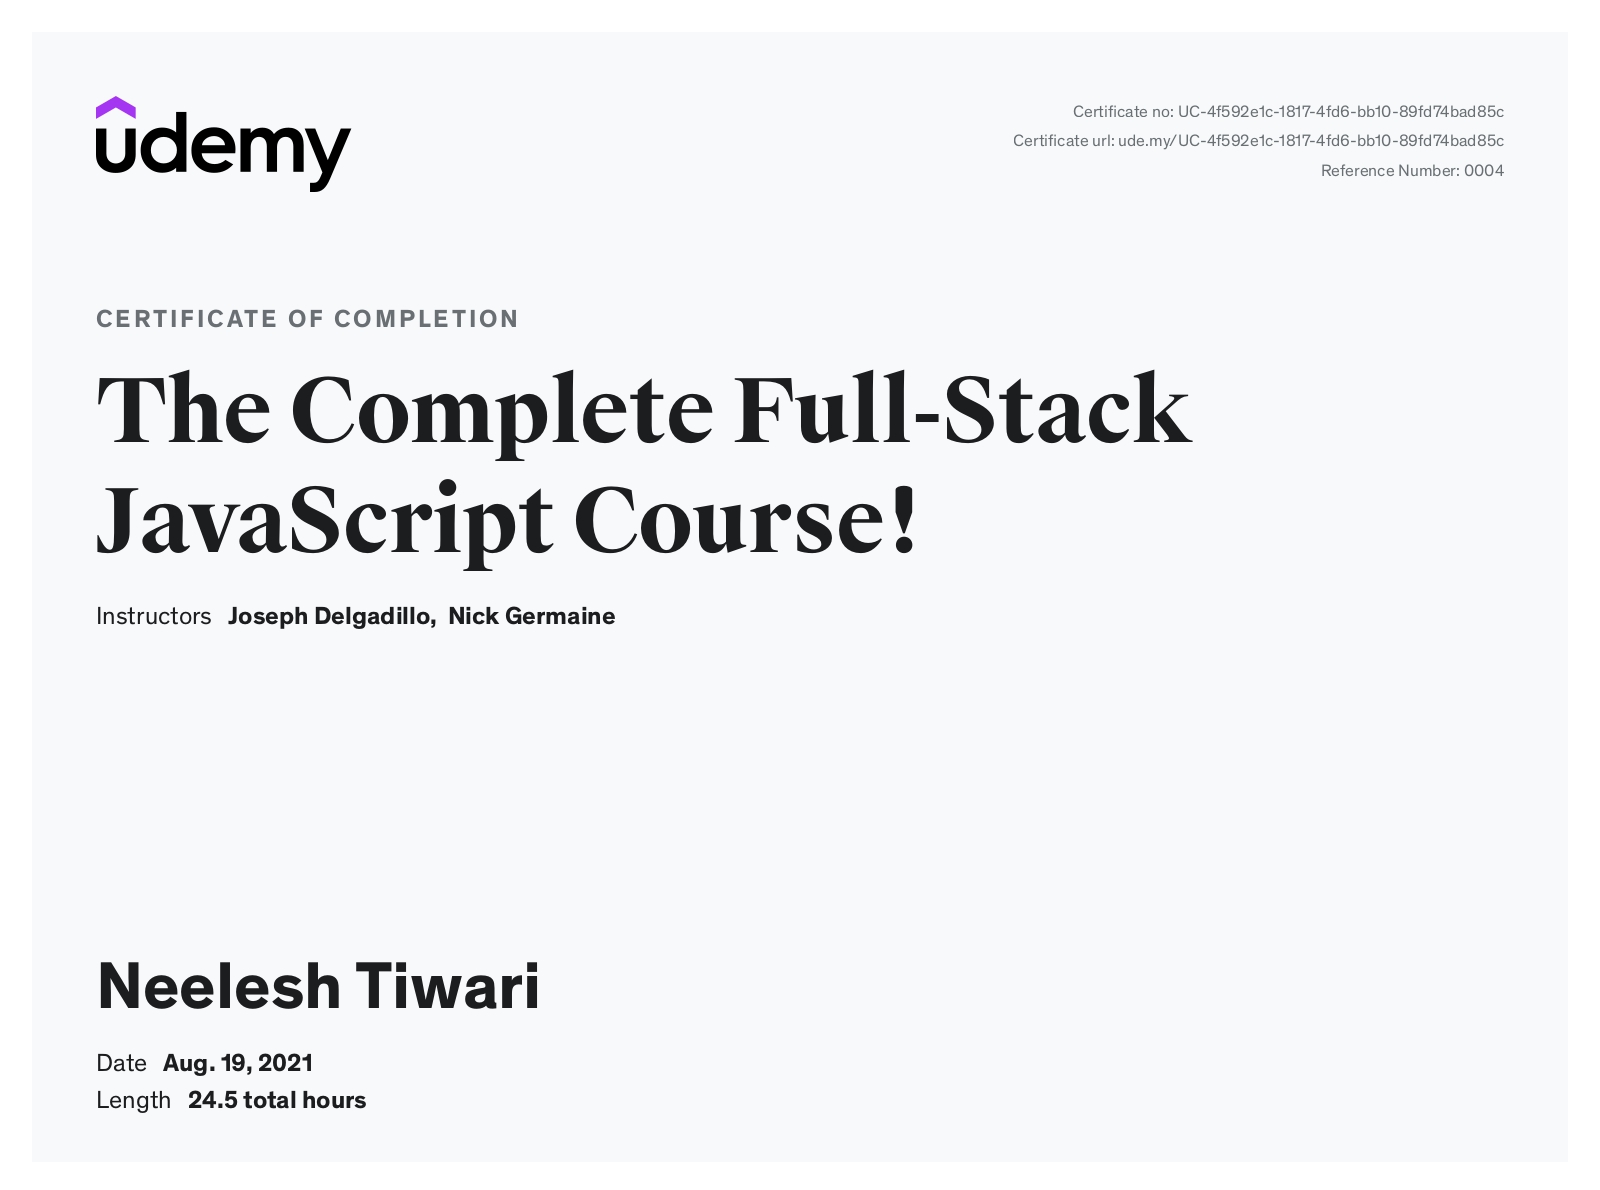 udemy
Certificate no: UC-4f592e1c-1817-4fd6-bb10-89fd74bad85c
Certificate url: ude.my/UC-4f592e1c-1817-4fd6-bb10-89fd74bad85c
Reference Number: 0004
CERTIFICATE OF COMPLETION
The Complete Full-Stack
JavaScript Course!
Instructors Joseph Delgadillo, Nick Germaine
Neelesh Tiwari
Date Aug. 19, 2021
Length 24.5 total hours